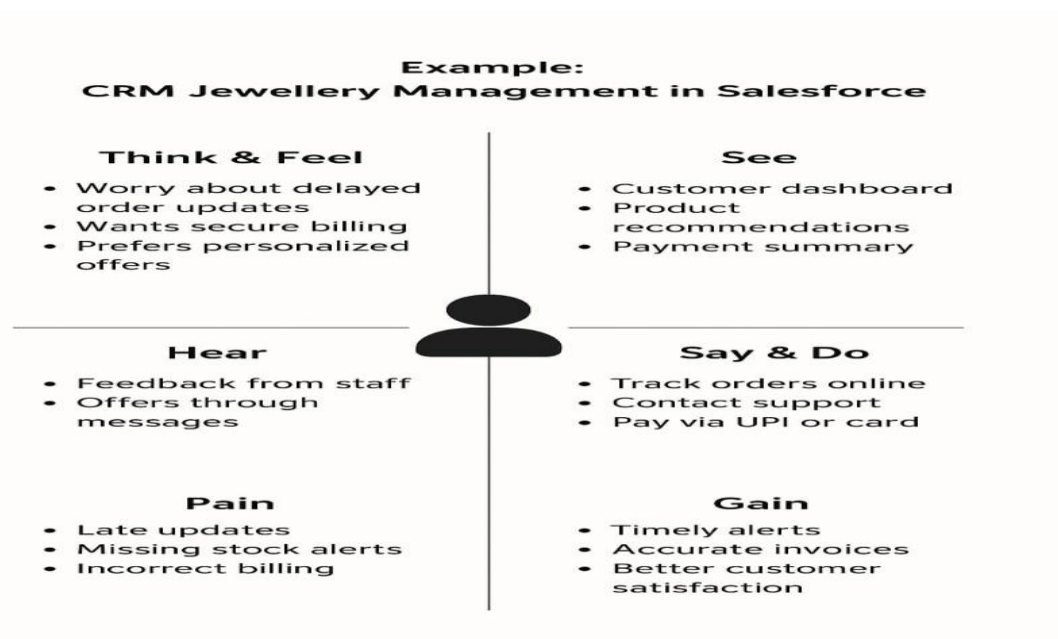 Example:
CRM Jewellery Management in Salesforce
Think & Feel
• Worry about delayed
order updates
• Wants secure billing
• Prefers personalized
offers
See
• Customer dashboard
• Product
recommendations
• Payment summary
Hear
• Feedback from staff
• Offers through
messages
Say & Do
• Track orders online
• Contact support
• Pay via UPI or card
Pain
• Late updates
• Missing stock alerts
• Incorrect billing
Gain
• Timely alerts
• Accurate invoices
• Better customer
satisfaction